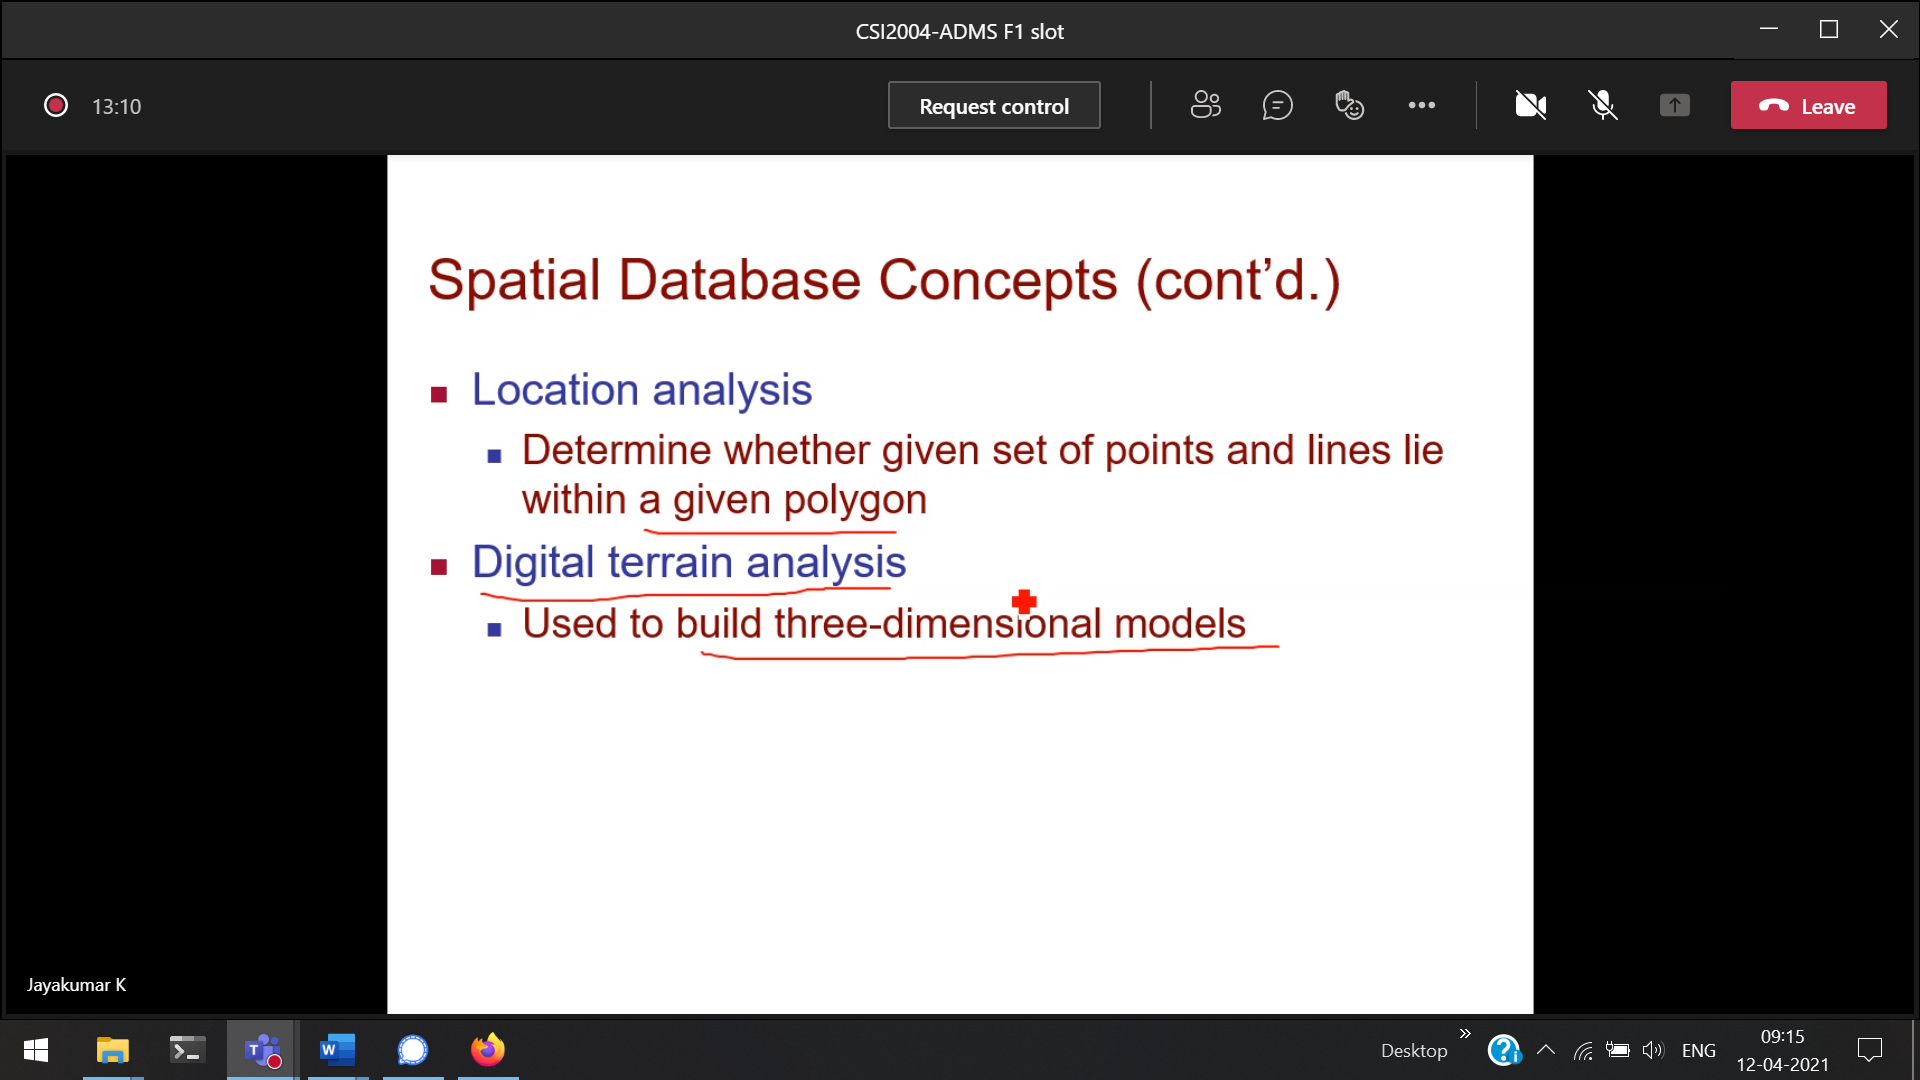 CSI2004-ADMS F1 slot
13:10
Request control
Leave
Spatial Database Concepts (cont’d.)
Location analysis
Determine whether given set of points and lines lie
within a given polygon
Digital terrain analysis
Used to build three-dimensional models
Jayakumar K
Desktop
ENG
09:15
12-04-2021